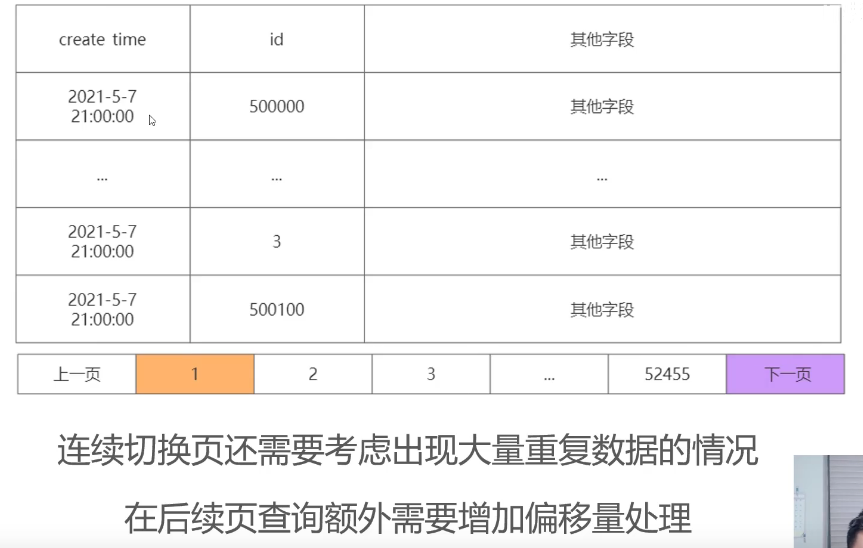 create time id 其他字段
2021-5-7
21:00:00 500000 其他字段
... ... ...
2021-5-7
21:00:00 3 其他字段
2021-5-7
21:00:00 500100 其他字段
上一页 1 2 3 ... 52455 下一页
连续切换页还需要考虑出现大量重复数据的情况
在后续页查询额外需要增加偏移量处理